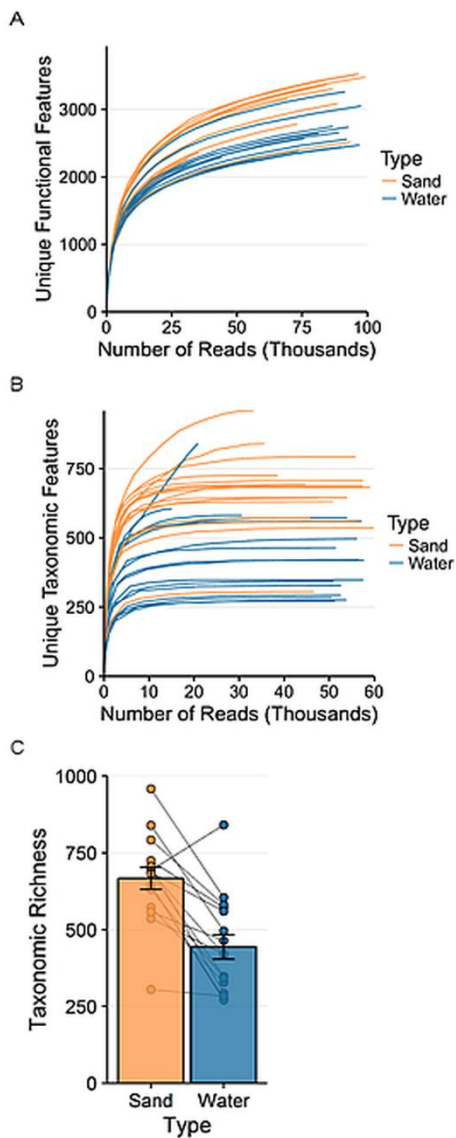 A
Unique Functional Features
3000
2000
1000
0
0 25 50 75 100
Number of Reads (Thousands)
Type
Sand
Water
B
Unique Taxonomic Features
750
500
250
0
0 10 20 30 40 50 60
Number of Reads (Thousands)
Type
Sand
Water
C
Taxonomic Richness
1000
750
500
250
0
Sand Water
Type